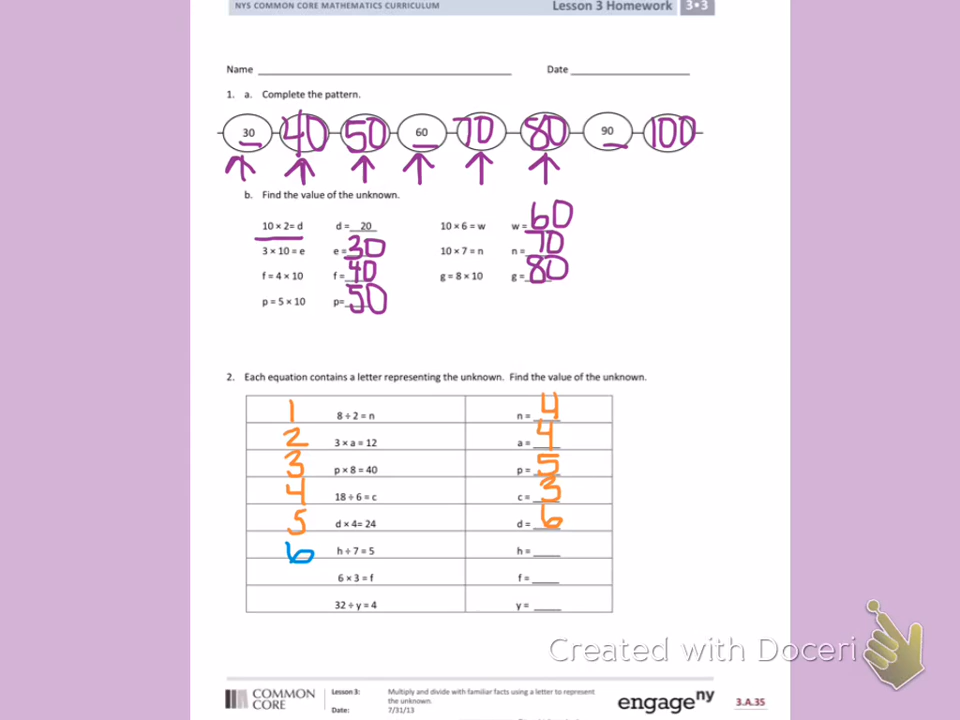 NYS COMMON CORE MATHEMATICS CURRICULUM Lesson 3 Homework 3•3
Name Date
1. a. Complete the pattern.
30 40 50 60 70 80 90 100
b. Find the value of the unknown.
10 × 2= d d = 20 10 × 6 = w w = 60
3 × 10 = e e = 30 10 × 7 = n n = 70
f = 4 × 10 f = 40 g = 8 × 10 g = 80
p = 5 × 10 p= 50
2. Each equation contains a letter representing the unknown. Find the value of the unknown.
1 8 ÷ 2 = n n = 4
2 3 × a = 12 a = 4
3 p × 8 = 40 p = 5
4 18 ÷ 6 = c c = 3
5 d × 4= 24 d = 6
6 h ÷ 7 = 5 h =
6 × 3 = f f =
32 ÷ y = 4 y =
Created with Doceri
COMMON CORE Lesson 3: Multiply and divide with familiar facts using a letter to represent the unknown. engage ny 3.A.35
Date: 7/31/13